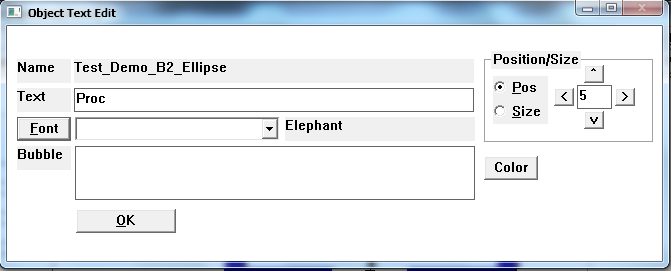 Object Text Edit
Name Test_Demo_B2_Ellipse
Text Proc
Font Elephant
Bubble
OK
Position/Size
Pos
Size
^
< 5 >
v
Color